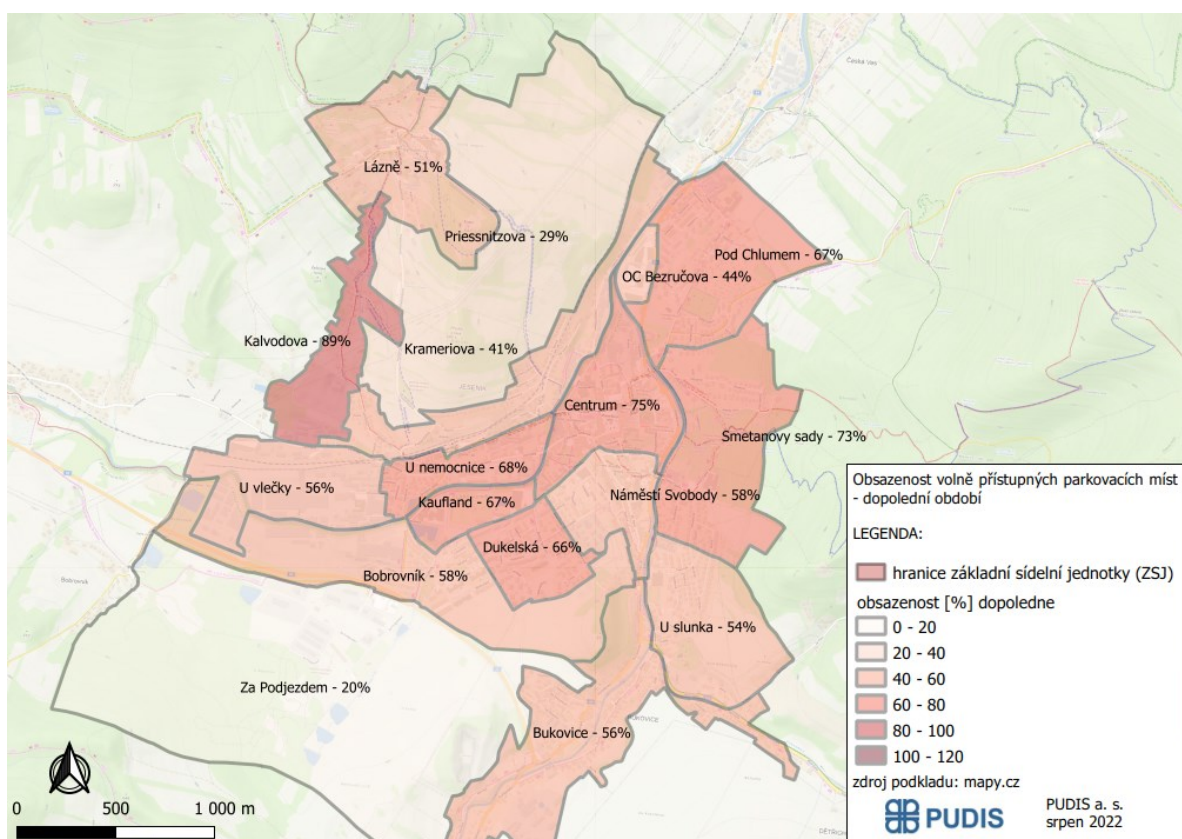 Česká Ves
Lázně - 51%
Priessnitzova - 29%
Pod Chlumem - 67%
OC Bezručova - 44%
Kalvodova - 89%
Krameriova - 41%
JESENÍK
Centrum - 75%
Smetanovy sady - 73%
U nemocnice - 68%
U vlečky - 56%
Kaufland - 67%
Náměstí Svobody - 58%
Dukelská - 66%
Bobrovník
Bobrovník - 58%
U slunka - 54%
Za Podjezdem - 20%
Bukovice - 56%
0 500 1 000 m
Obsazenost volně přístupných parkovacích míst
- dopolední období
LEGENDA:
hranice základní sídelní jednotky (ZSJ)
obsazenost [%] dopoledne
0 - 20
20 - 40
40 - 60
60 - 80
80 - 100
100 - 120
zdroj podkladu: mapy.cz
PUDIS
PUDIS a. s.
srpen 2022